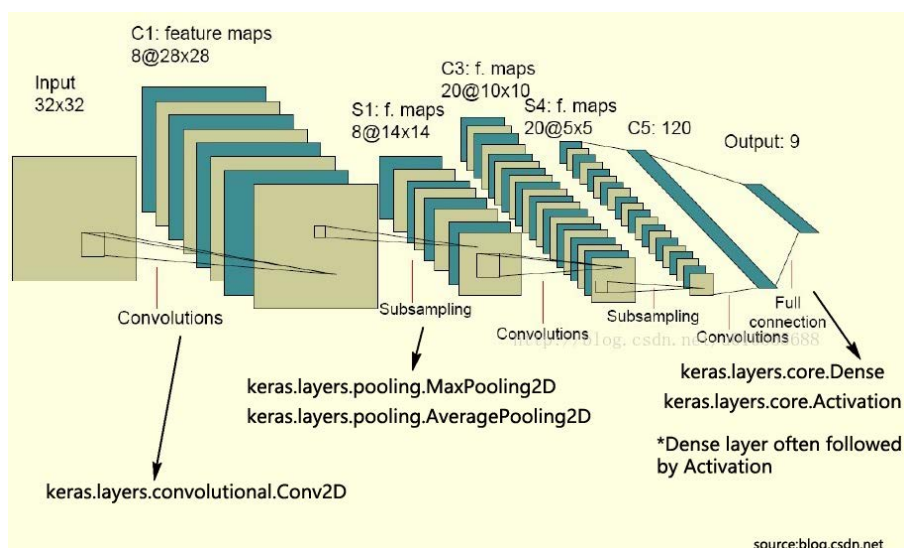 Input
32x32
C1: feature maps
8@28x28
S1: f. maps
8@14x14
C3: f. maps
20@10x10
S4: f. maps
20@5x5
C5: 120
Output: 9
Convolutions
Subsampling
Convolutions
Subsampling
Convolutions
Full
connection
keras.layers.convolutional.Conv2D
keras.layers.pooling.MaxPooling2D
keras.layers.pooling.AveragePooling2D
keras.layers.core.Dense
keras.layers.core.Activation
*Dense layer often followed
by Activation
source:blog.csdn.net